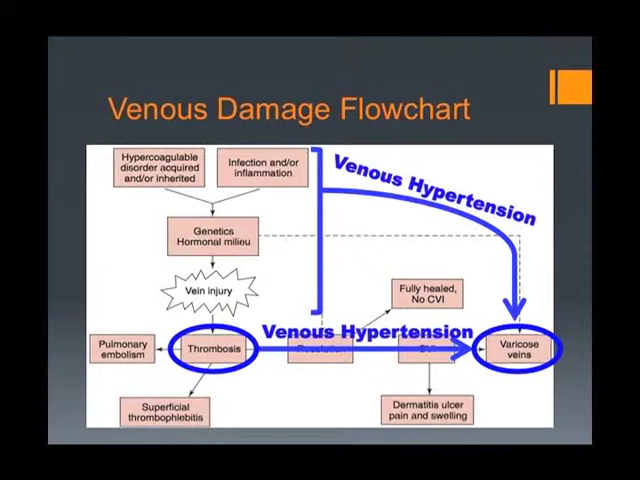 Venous Damage Flowchart
Hypercoagulable
disorder acquired
and/or inherited
Infection and/or
inflammation
Venous Hypertension
Genetics
Hormonal milieu
Vein injury
Fully healed,
No CVI
Venous Hypertension
Pulmonary
embolism
Thrombosis
Resolution
CVI
Varicose
veins
Superficial
thrombophlebitis
Dermatitis ulcer
pain and swelling